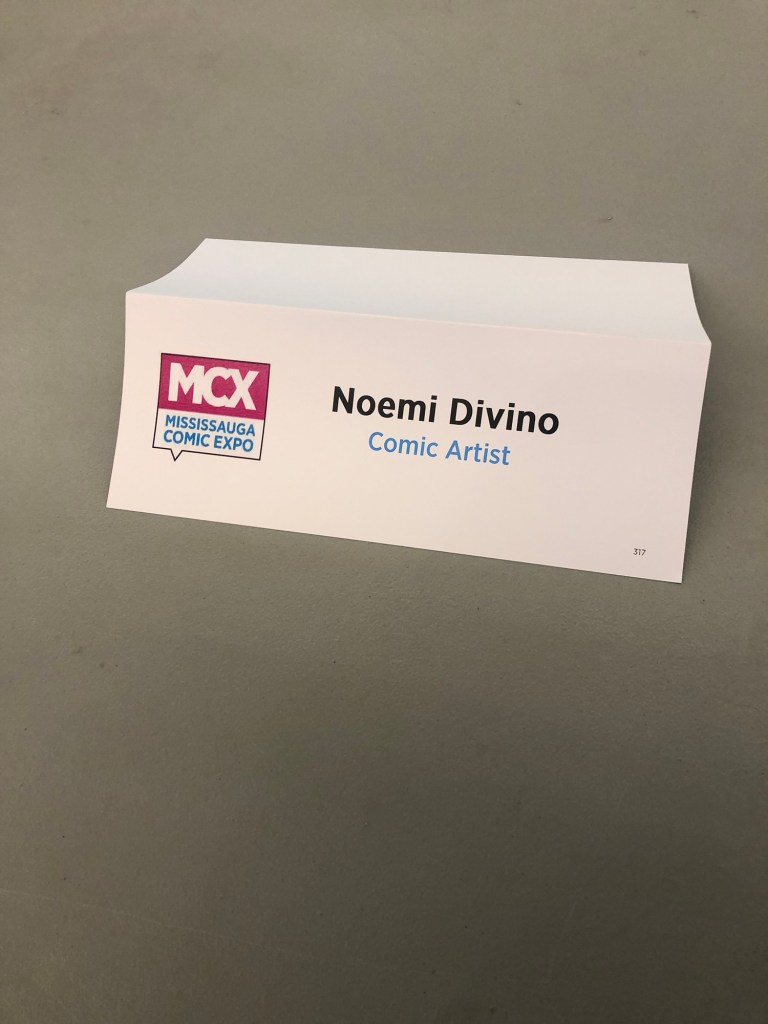 MCX
MISSISSAUGA
COMIC EXPO
Noemi Divino
Comic Artist
317